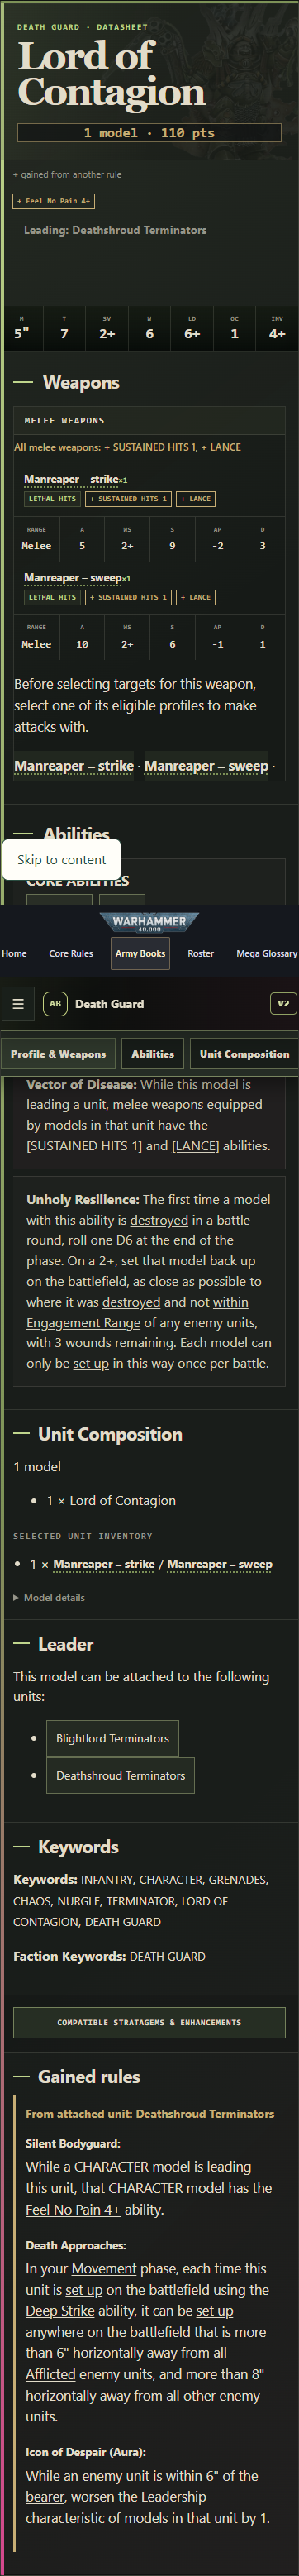 DEATH GUARD · DATASHEET
Lord of
Contagion
1 model · 110 pts
+ gained from another rule
+ Feel No Pain 4+
Leading: Deathshroud Terminators
M T SV W LD OC INV
5" 7 2+ 6 6+ 1 4+
Weapons
MELEE WEAPONS
All melee weapons: + SUSTAINED HITS 1, + LANCE
Manreaper – strike×1
LETHAL HITS + SUSTAINED HITS 1 + LANCE
RANGE A WS S AP D
Melee 5 2+ 9 -2 3
Manreaper – sweep×1
LETHAL HITS + SUSTAINED HITS 1 + LANCE
RANGE A WS S AP D
Melee 10 2+ 6 -1 1
Before selecting targets for this weapon,
select one of its eligible profiles to make
attacks with.
Manreaper – strike · Manreaper – sweep ·
Abilities
Skip to content
CORE ABILITIES
WARHAMMER
40,000
Home Core Rules Army Books Roster Mega Glossary
☰ AB Death Guard V2
Profile & Weapons Abilities Unit Composition
Vector of Disease: While this model is
leading a unit, melee weapons equipped
by models in that unit have the
[SUSTAINED HITS 1] and [LANCE] abilities.
Unholy Resilience: The first time a model
with this ability is destroyed in a battle
round, roll one D6 at the end of the
phase. On a 2+, set that model back up
on the battlefield, as close as possible to
where it was destroyed and not within
Engagement Range of any enemy units,
with 3 wounds remaining. Each model can
only be set up in this way once per battle.
Unit Composition
1 model
• 1 × Lord of Contagion
SELECTED UNIT INVENTORY
• 1 × Manreaper – strike / Manreaper – sweep
▶ Model details
Leader
This model can be attached to the following
units:
• Blightlord Terminators
• Deathshroud Terminators
Keywords
Keywords: INFANTRY, CHARACTER, GRENADES,
CHAOS, NURGLE, TERMINATOR, LORD OF
CONTAGION, DEATH GUARD
Faction Keywords: DEATH GUARD
COMPATIBLE STRATAGEMS & ENHANCEMENTS
Gained rules
From attached unit: Deathshroud Terminators
Silent Bodyguard:
While a CHARACTER model is leading
this unit, that CHARACTER model has the
Feel No Pain 4+ ability.
Death Approaches:
In your Movement phase, each time this
unit is set up on the battlefield using the
Deep Strike ability, it can be set up
anywhere on the battlefield that is more
than 6" horizontally away from all
Afflicted enemy units, and more than 8"
horizontally away from all other enemy
units.
Icon of Despair (Aura):
While an enemy unit is within 6" of the
bearer, worsen the Leadership
characteristic of models in that unit by 1.